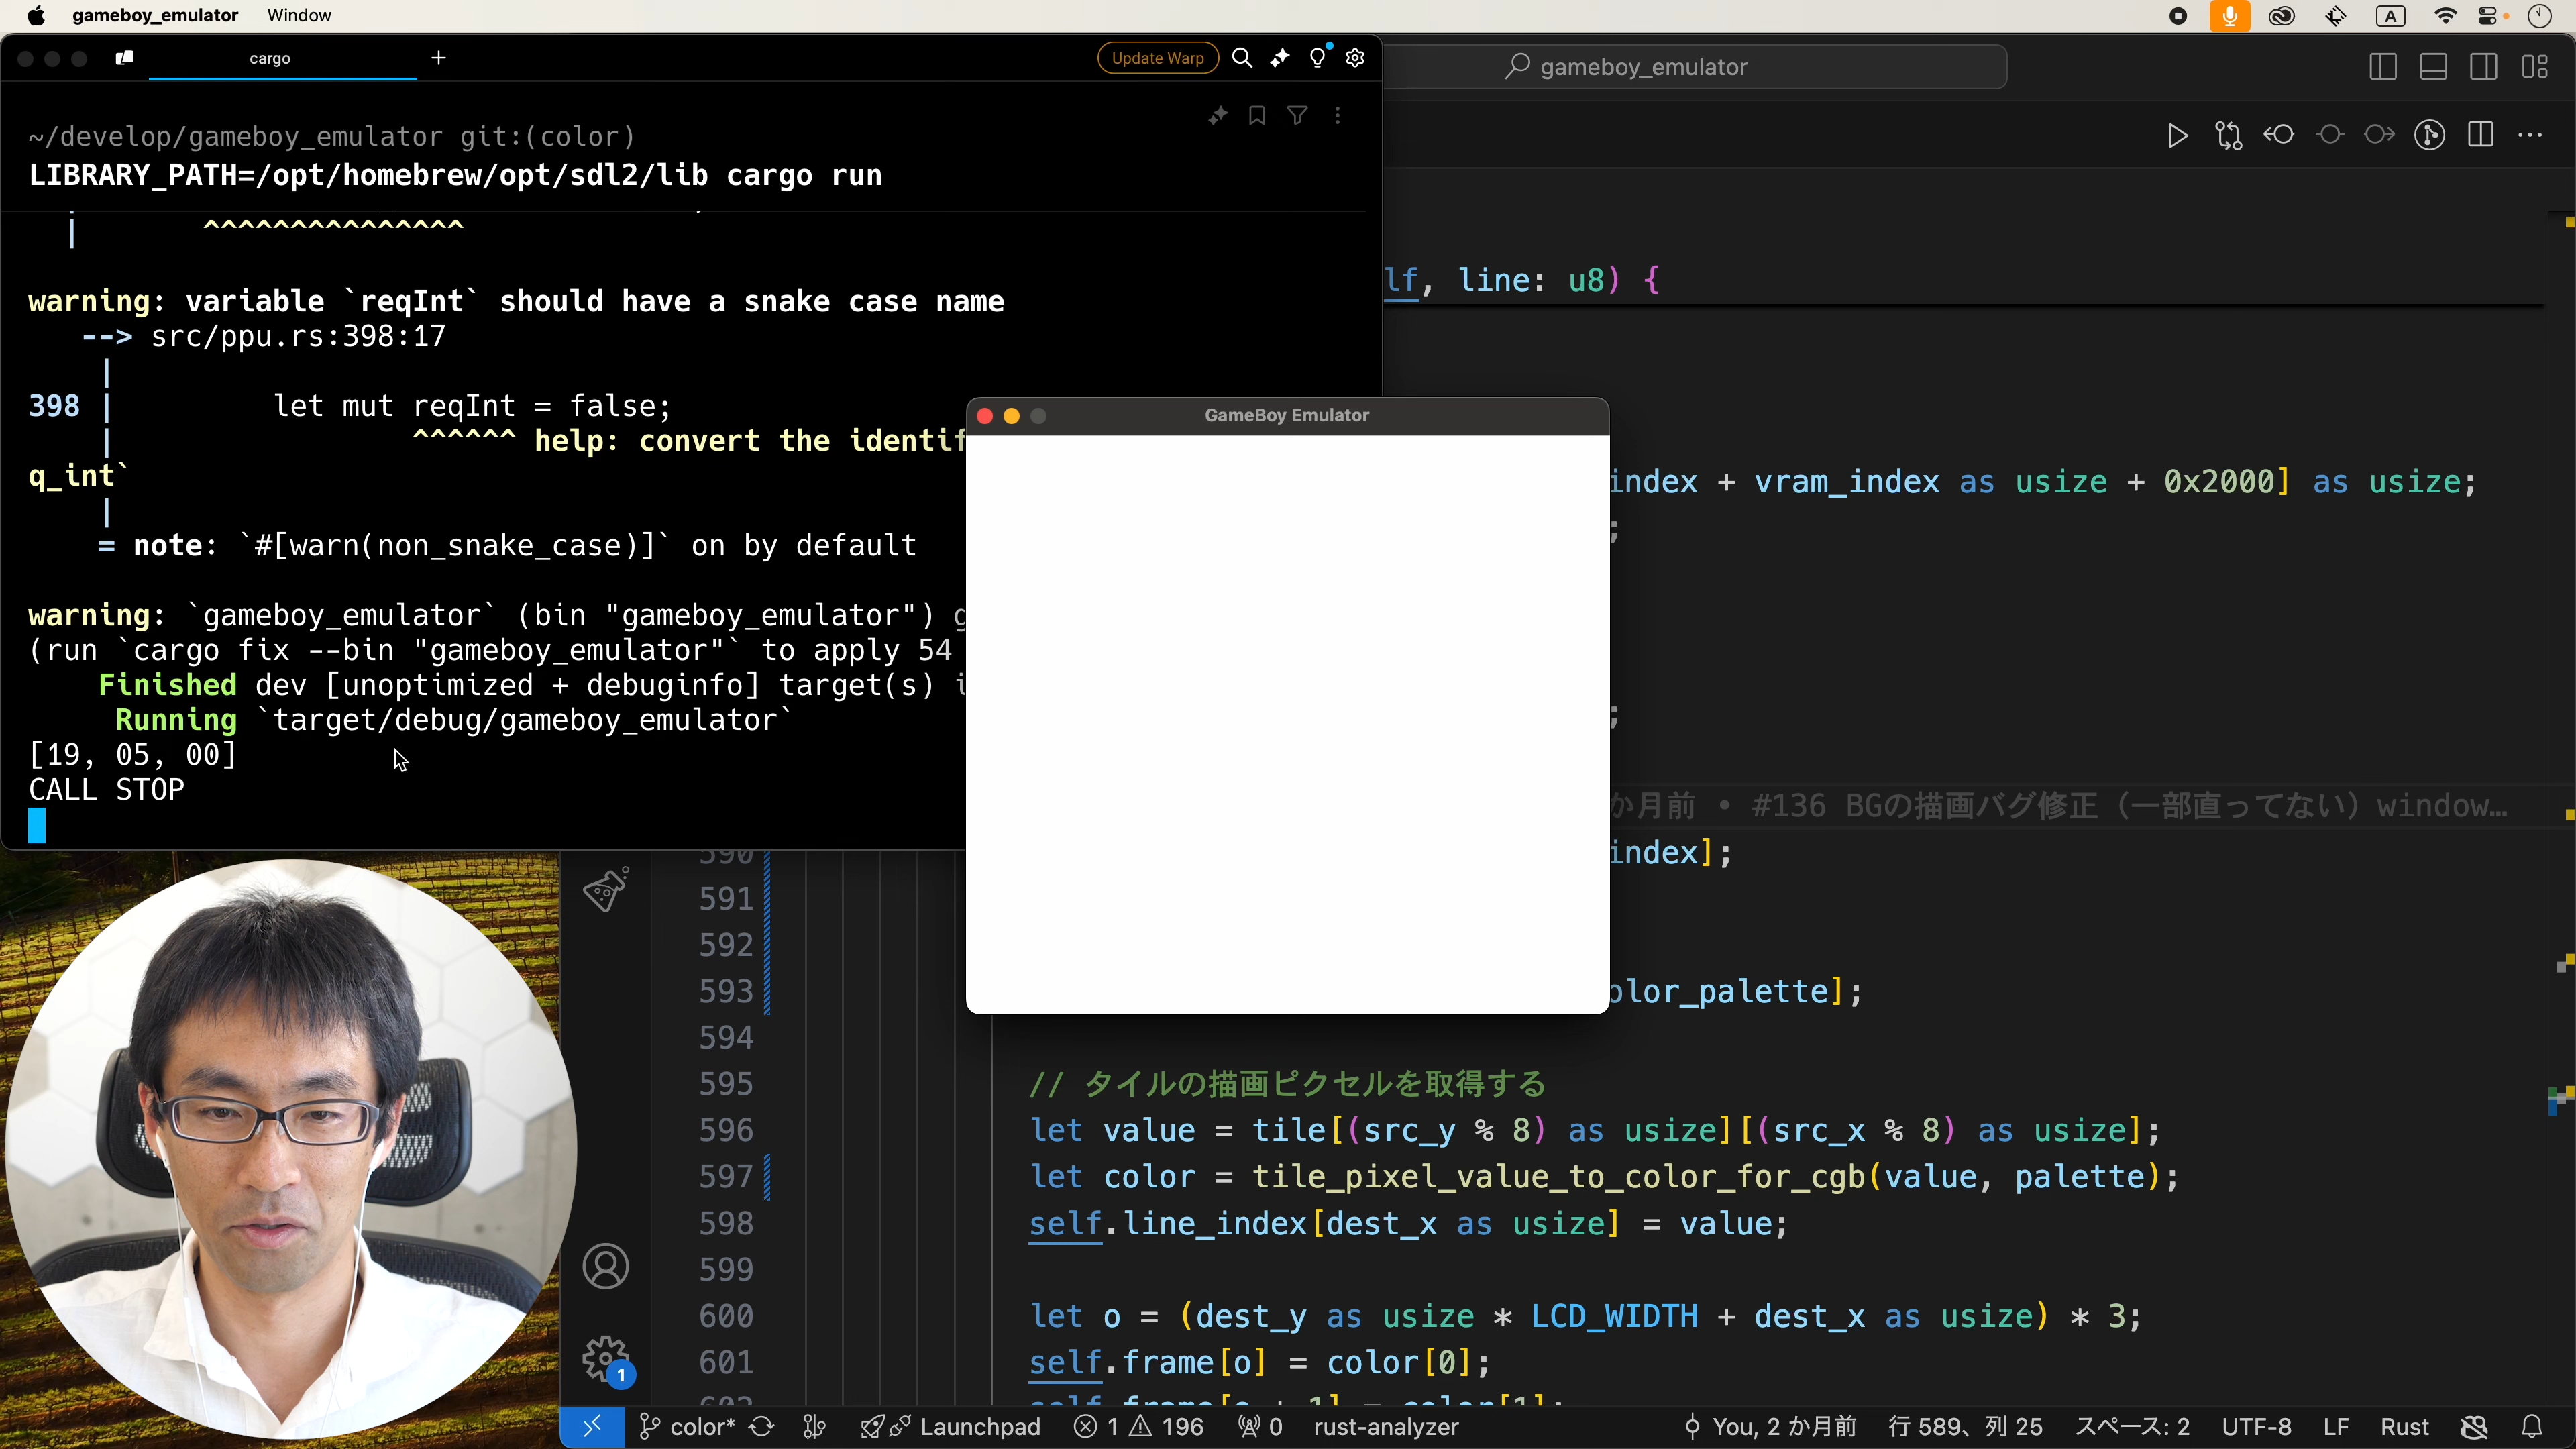 gameboy_emulator Window
A
cargo
+
Update Warp
~/develop/gameboy_emulator git:(color)
LIBRARY_PATH=/opt/homebrew/opt/sdl2/lib cargo run
| ^^^^^^^^^^^^^^^
warning: variable `reqInt` should have a snake case name
--> src/ppu.rs:398:17
|
398 | let mut reqInt = false;
| ^^^^^^ help: convert the identif
q_int`
|
= note: `#[warn(non_snake_case)]` on by default
warning: `gameboy_emulator` (bin "gameboy_emulator") g
(run `cargo fix --bin "gameboy_emulator"` to apply 54
Finished dev [unoptimized + debuginfo] target(s) i
Running `target/debug/gameboy_emulator`
[19, 05, 00]
CALL STOP
GameBoy Emulator
gameboy_emulator
lf, line: u8) {
index + vram_index as usize + 0x2000] as usize;
;
;
か月前 • #136 BGの描画バグ修正（一部直ってない）window…
590 index];
591
592
593 olor_palette];
594
595 // タイルの描画ピクセルを取得する
596 let value = tile[(src_y % 8) as usize][(src_x % 8) as usize];
597 let color = tile_pixel_value_to_color_for_cgb(value, palette);
598 self.line_index[dest_x as usize] = value;
599
600 let o = (dest_y as usize * LCD_WIDTH + dest_x as usize) * 3;
601 self.frame[o] = color[0];
602 self.frame[o + 1] = color[1];
1
color* Launchpad 1 196 0 rust-analyzer You, 2 か月前 行 589、列 25 スペース: 2 UTF-8 LF Rust